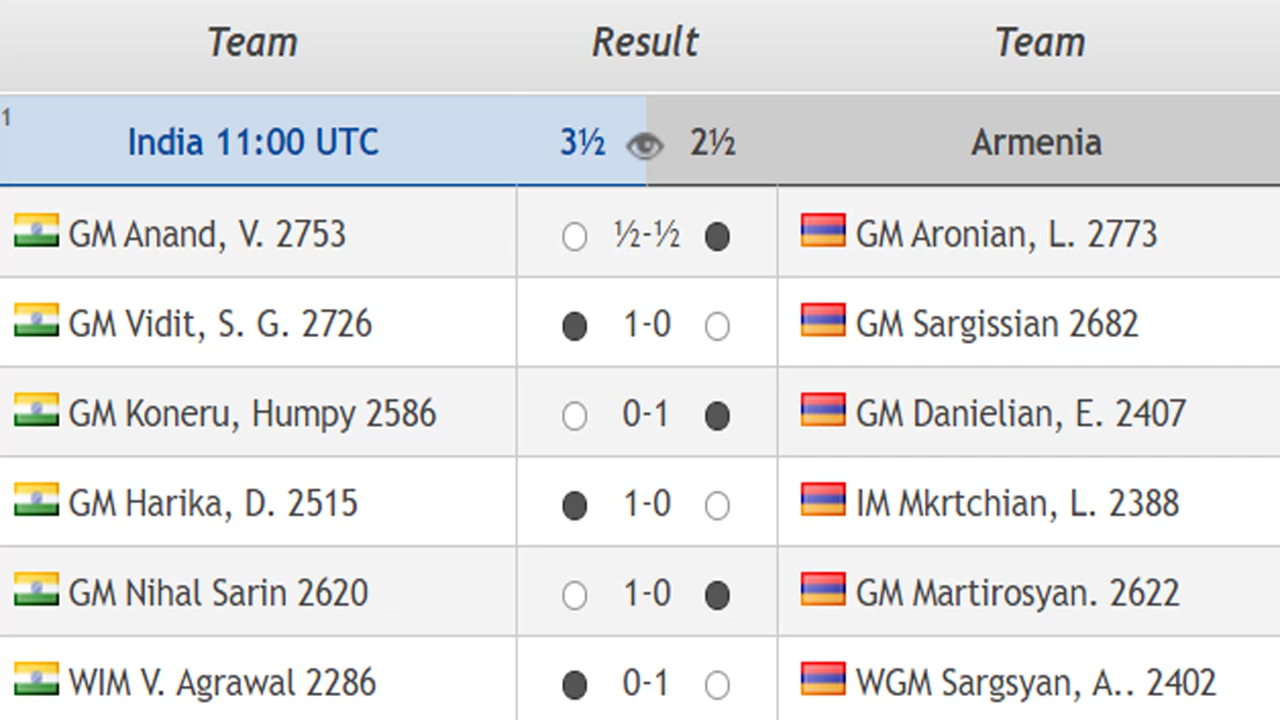 Team Result Team
1
India 11:00 UTC 3½ 2½ Armenia
GM Anand, V. 2753 ½-½ GM Aronian, L. 2773
GM Vidit, S. G. 2726 1-0 GM Sargissian 2682
GM Koneru, Humpy 2586 0-1 GM Danielian, E. 2407
GM Harika, D. 2515 1-0 IM Mkrtchian, L. 2388
GM Nihal Sarin 2620 1-0 GM Martirosyan. 2622
WIM V. Agrawal 2286 0-1 WGM Sargsyan, A.. 2402